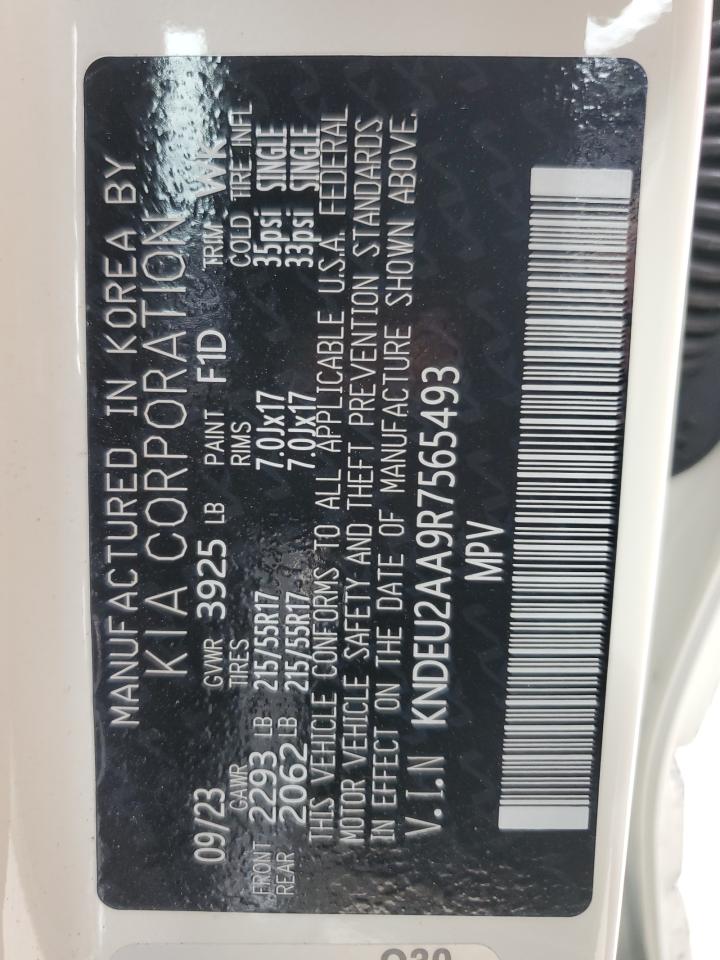 MANUFACTURED IN KOREA BY
KIA CORPORATION
09/23 GVWR 3925 LB PAINT F1D TRIM WK
GAWR TIRES RIMS COLD TIRE INFL
FRONT 2293 LB 215/55R17 7.0Jx17 35psi SINGLE
REAR 2062 LB 215/55R17 7.0Jx17 33psi SINGLE
THIS VEHICLE CONFORMS TO ALL APPLICABLE U.S.A. FEDERAL
MOTOR VEHICLE SAFETY AND THEFT PREVENTION STANDARDS
IN EFFECT ON THE DATE OF MANUFACTURE SHOWN ABOVE.
V.I.N KNDEU2AA9R7565493
MPV